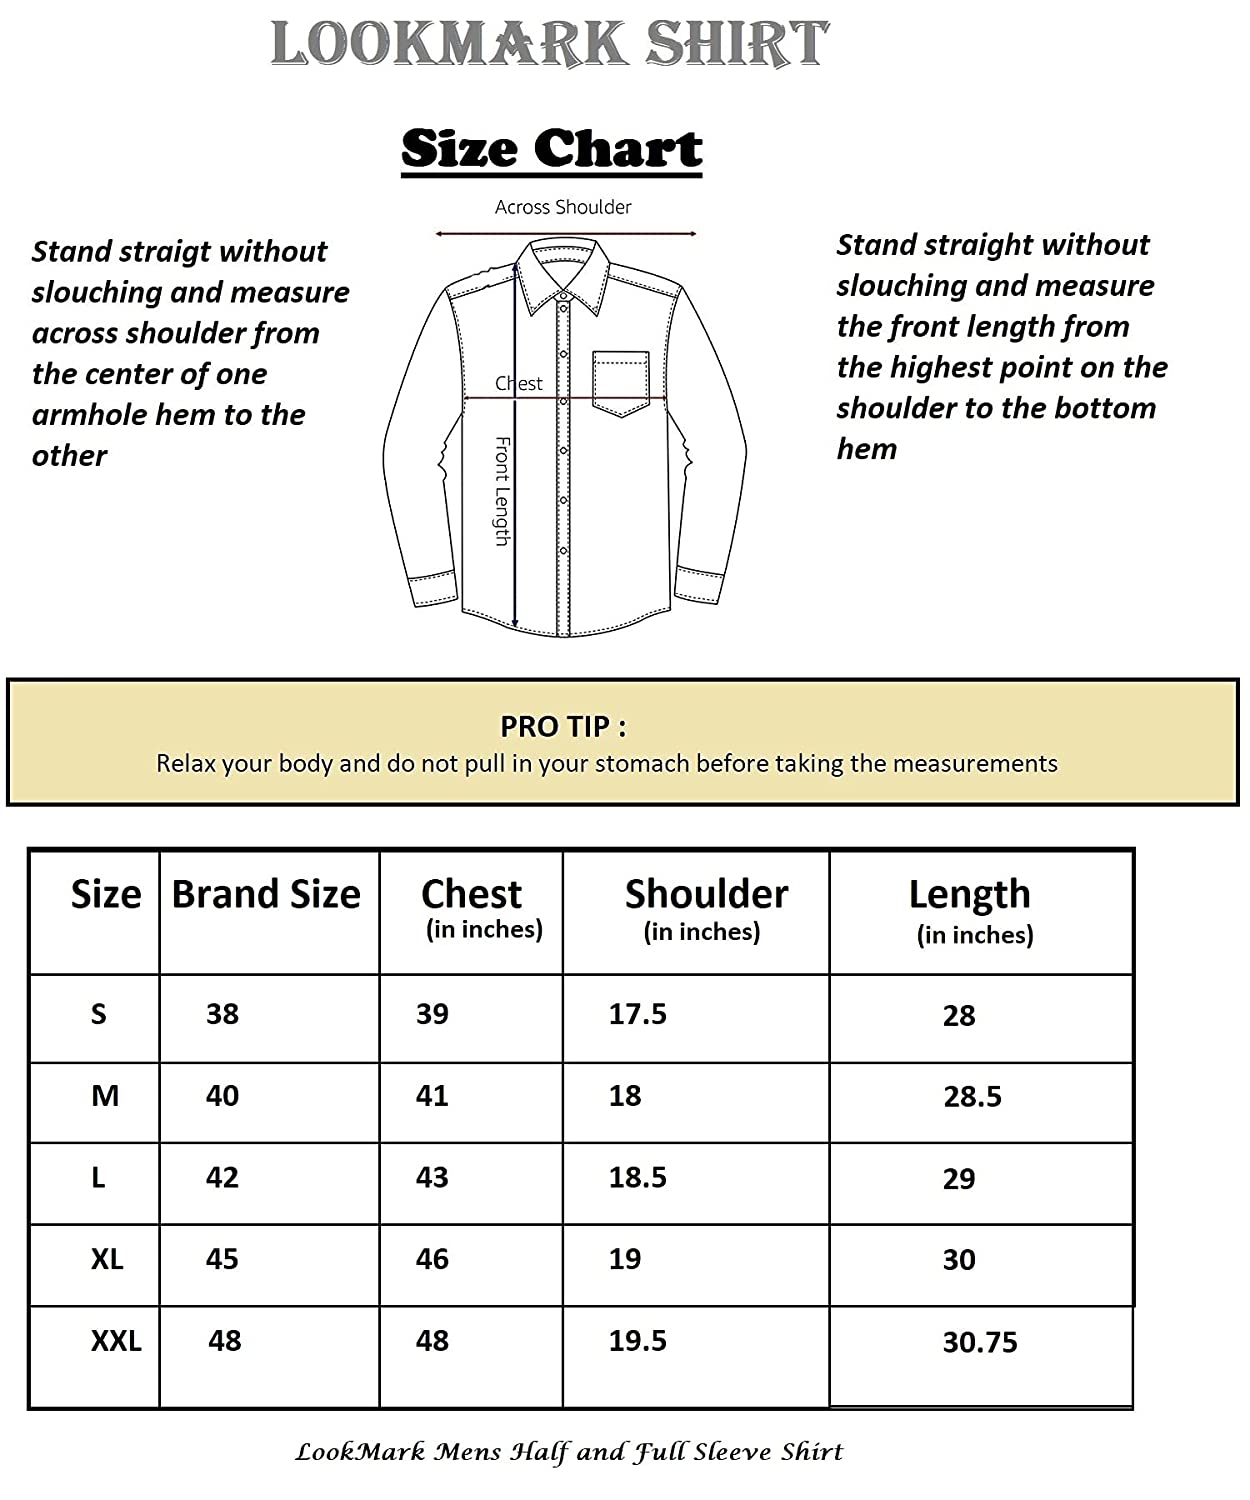 LOOKMARK SHIRT
Size Chart
Across Shoulder
Stand straigt without
slouching and measure
across shoulder from
the center of one
armhole hem to the
other
Chest
Front Length
Stand straight without
slouching and measure
the front length from
the highest point on the
shoulder to the bottom
hem
PRO TIP :
Relax your body and do not pull in your stomach before taking the measurements
Size Brand Size Chest Shoulder Length
(in inches) (in inches) (in inches)
S 38 39 17.5 28
M 40 41 18 28.5
L 42 43 18.5 29
XL 45 46 19 30
XXL 48 48 19.5 30.75
LookMark Mens Half and Full Sleeve Shirt